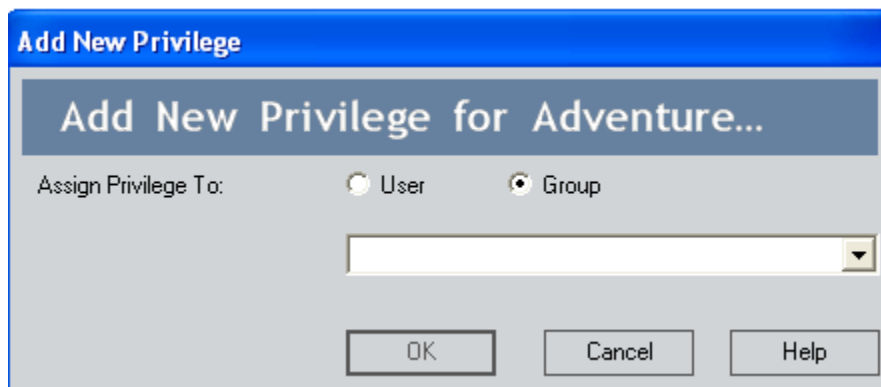 Add New Privilege
Add New Privilege for Adventure...
Assign Privilege To: User Group
OK Cancel Help